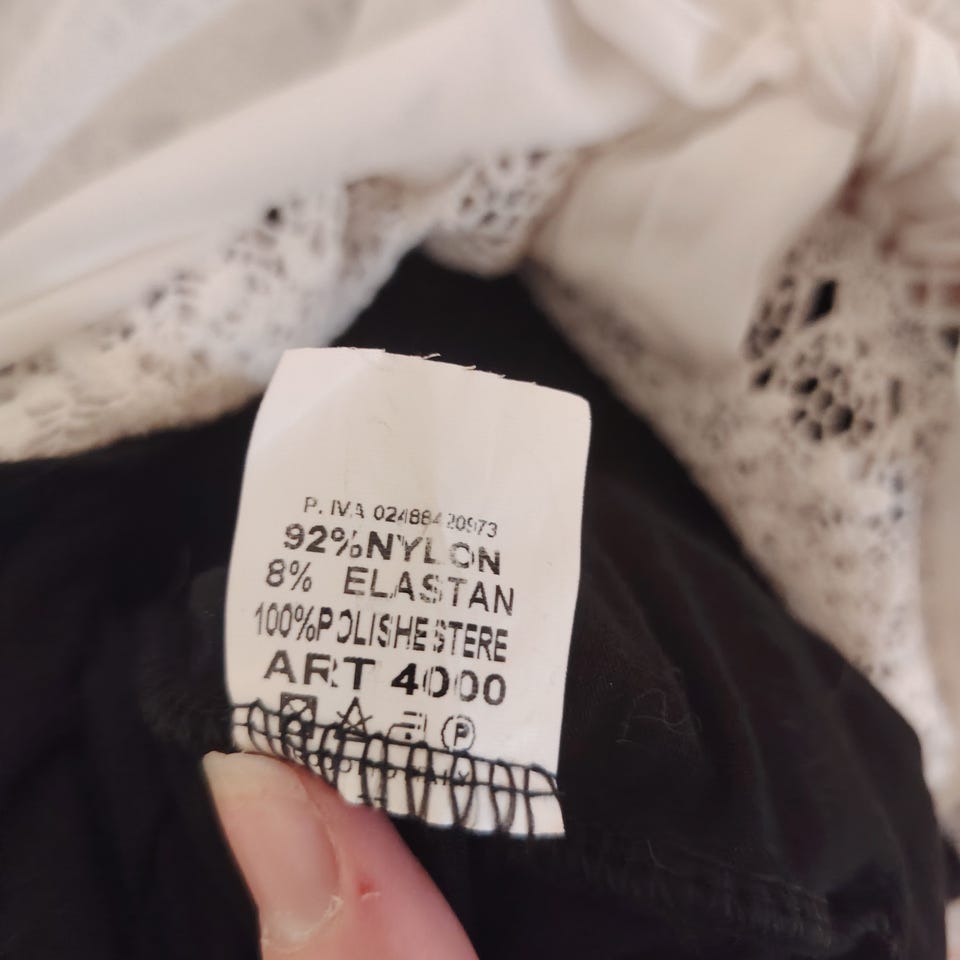 P. IVA 02488420973
92%NYLON
8% ELASTAN
100%POLISHESTERE
ART 4000
P